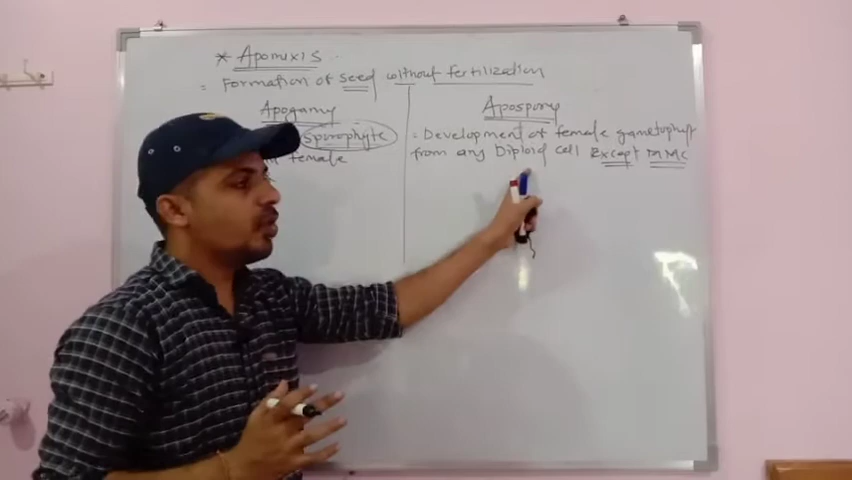 * Apomixis
= Formation of seed without fertilization
Apogamy
Sporophyte
female
Apospory
= Development of female gametophyte
from any Diploid cell Except MMC